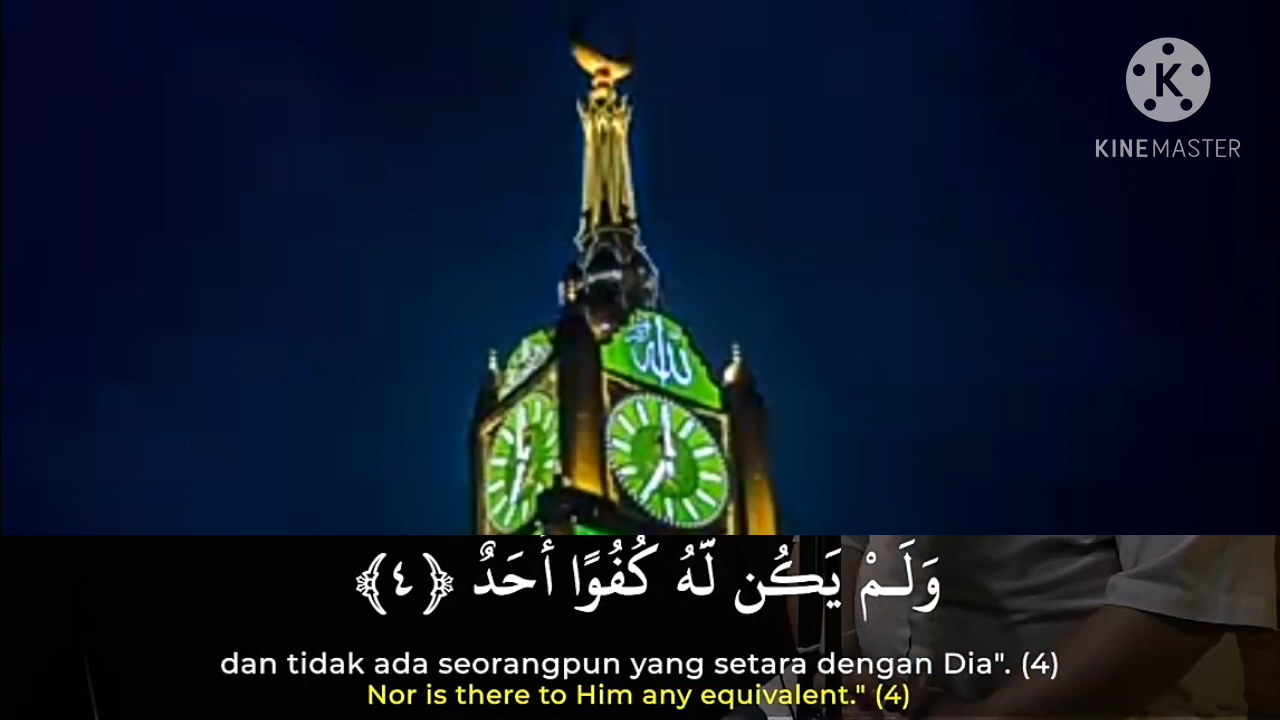 K
KINEMASTER
الله
وَلَمْ يَكُن لَّهُ كُفُوًا أَحَدٌ ﴿٤﴾
dan tidak ada seorangpun yang setara dengan Dia". (4)
Nor is there to Him any equivalent." (4)